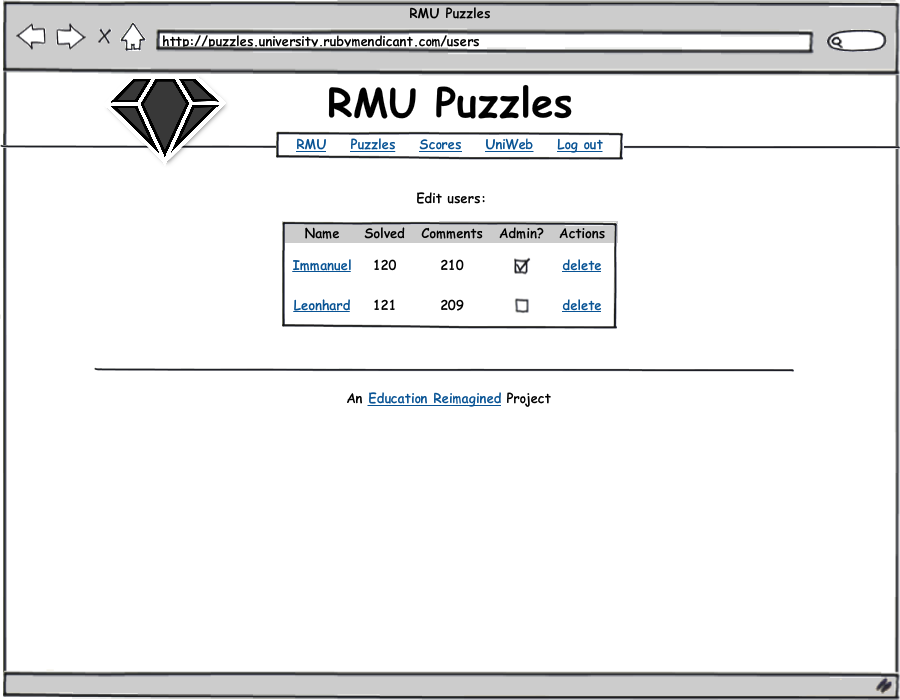 RMU Puzzles
http://puzzles.university.rubymendicant.com/users
RMU Puzzles
RMU Puzzles Scores UniWeb Log out
Edit users:
Name Solved Comments Admin? Actions
Immanuel 120 210 delete
Leonhard 121 209 delete
An Education Reimagined Project